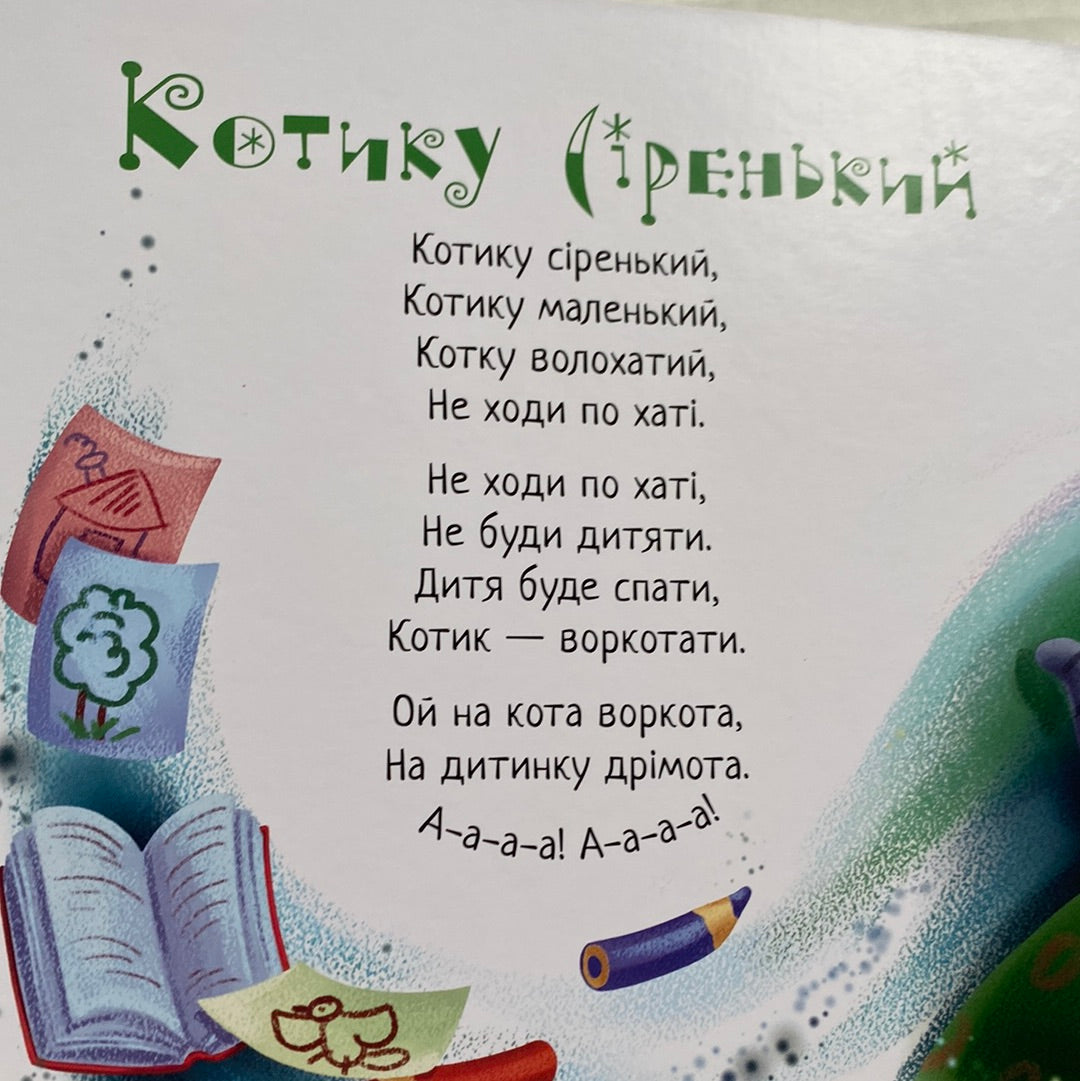 Котику Сіренький
Котику сіренький,
Котику маленький,
Котку волохатий,
Не ходи по хаті.
Не ходи по хаті,
Не буди дитяти.
Дитя буде спати,
Котик — воркотати.
Ой на кота воркота,
На дитинку дрімота.
А-а-а-а! А-а-а-а!